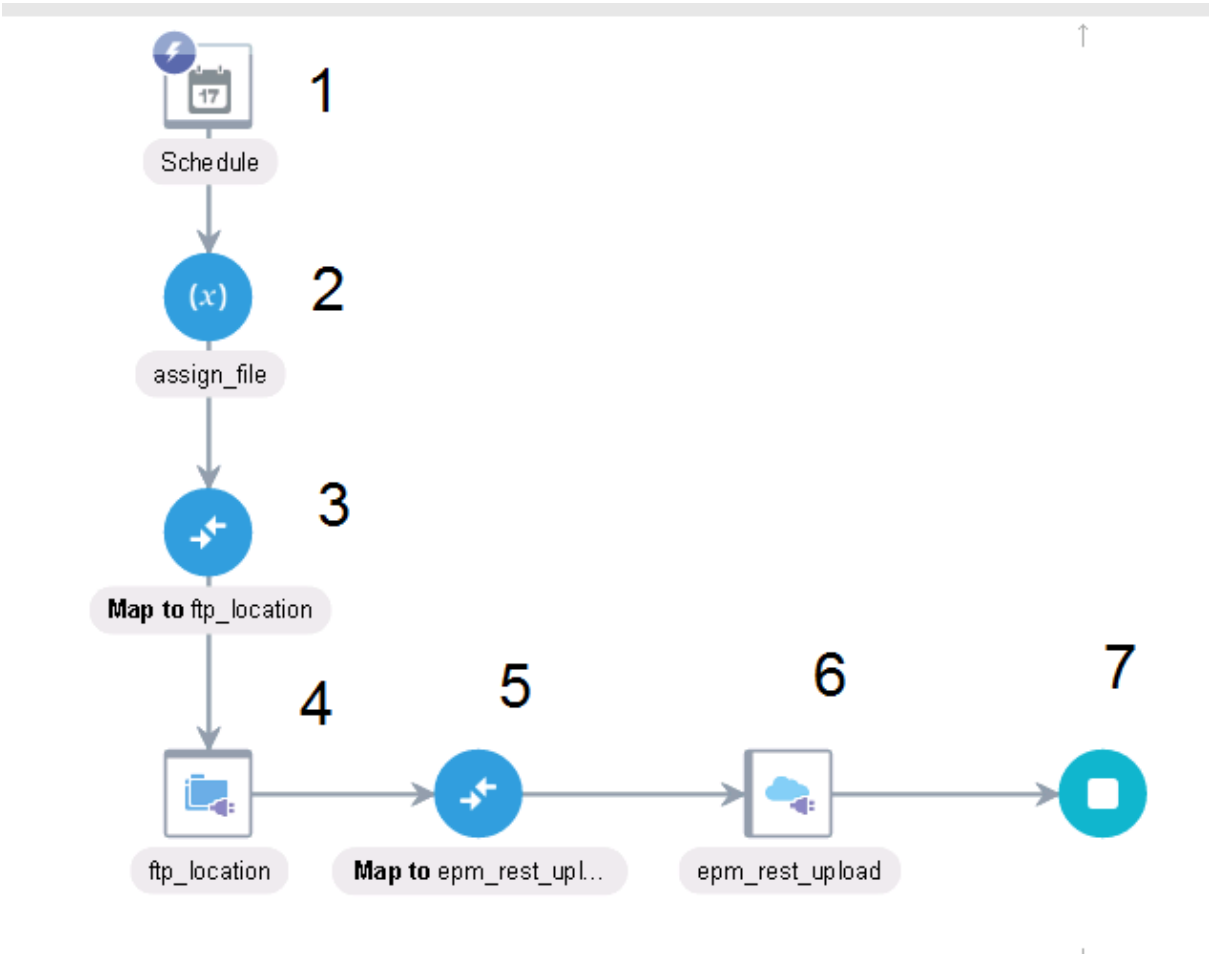 17
1
Schedule
(x)
2
assign_file
3
Map to ftp_location
4
5
6
7
ftp_location
Map to epm_rest_upl...
epm_rest_upload